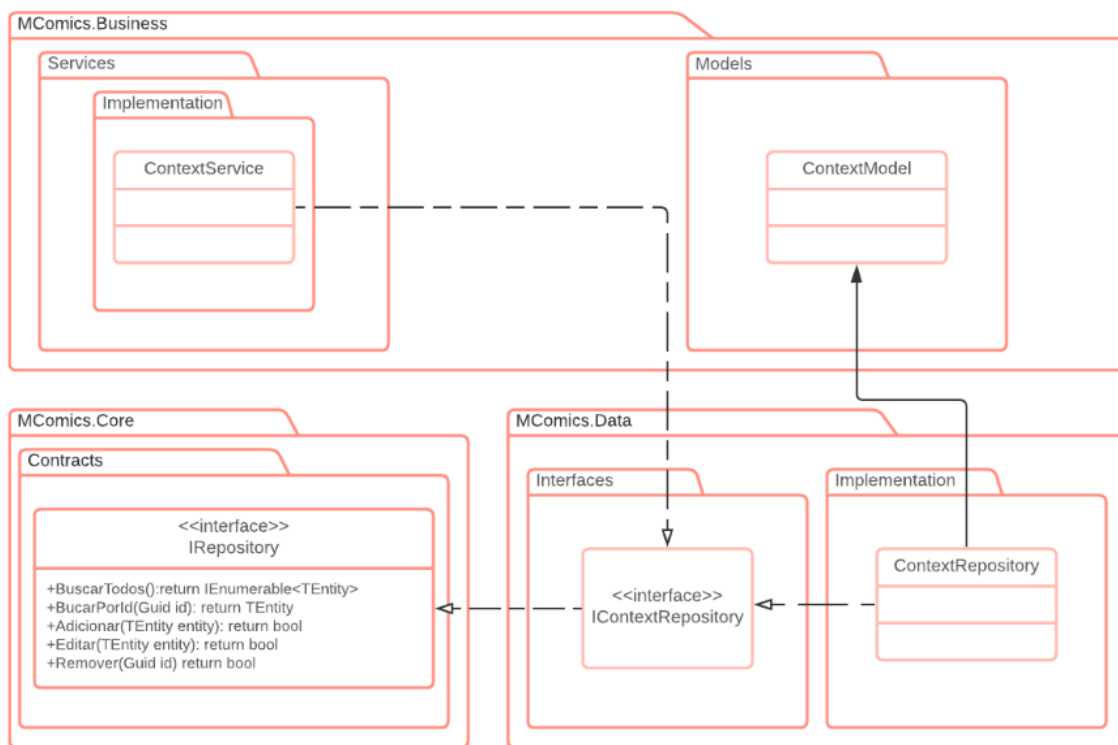 MComics.Business
Services
Models
Implementation
ContextService
ContextModel
MComics.Core
MComics.Data
Contracts
Interfaces
Implementation
<<interface>>
IRepository
+BuscarTodos():return IEnumerable<TEntity>
+BucarPorId(Guid id): return TEntity
+Adicionar(TEntity entity): return bool
+Editar(TEntity entity): return bool
+Remover(Guid id) return bool
<<interface>>
IContextRepository
ContextRepository